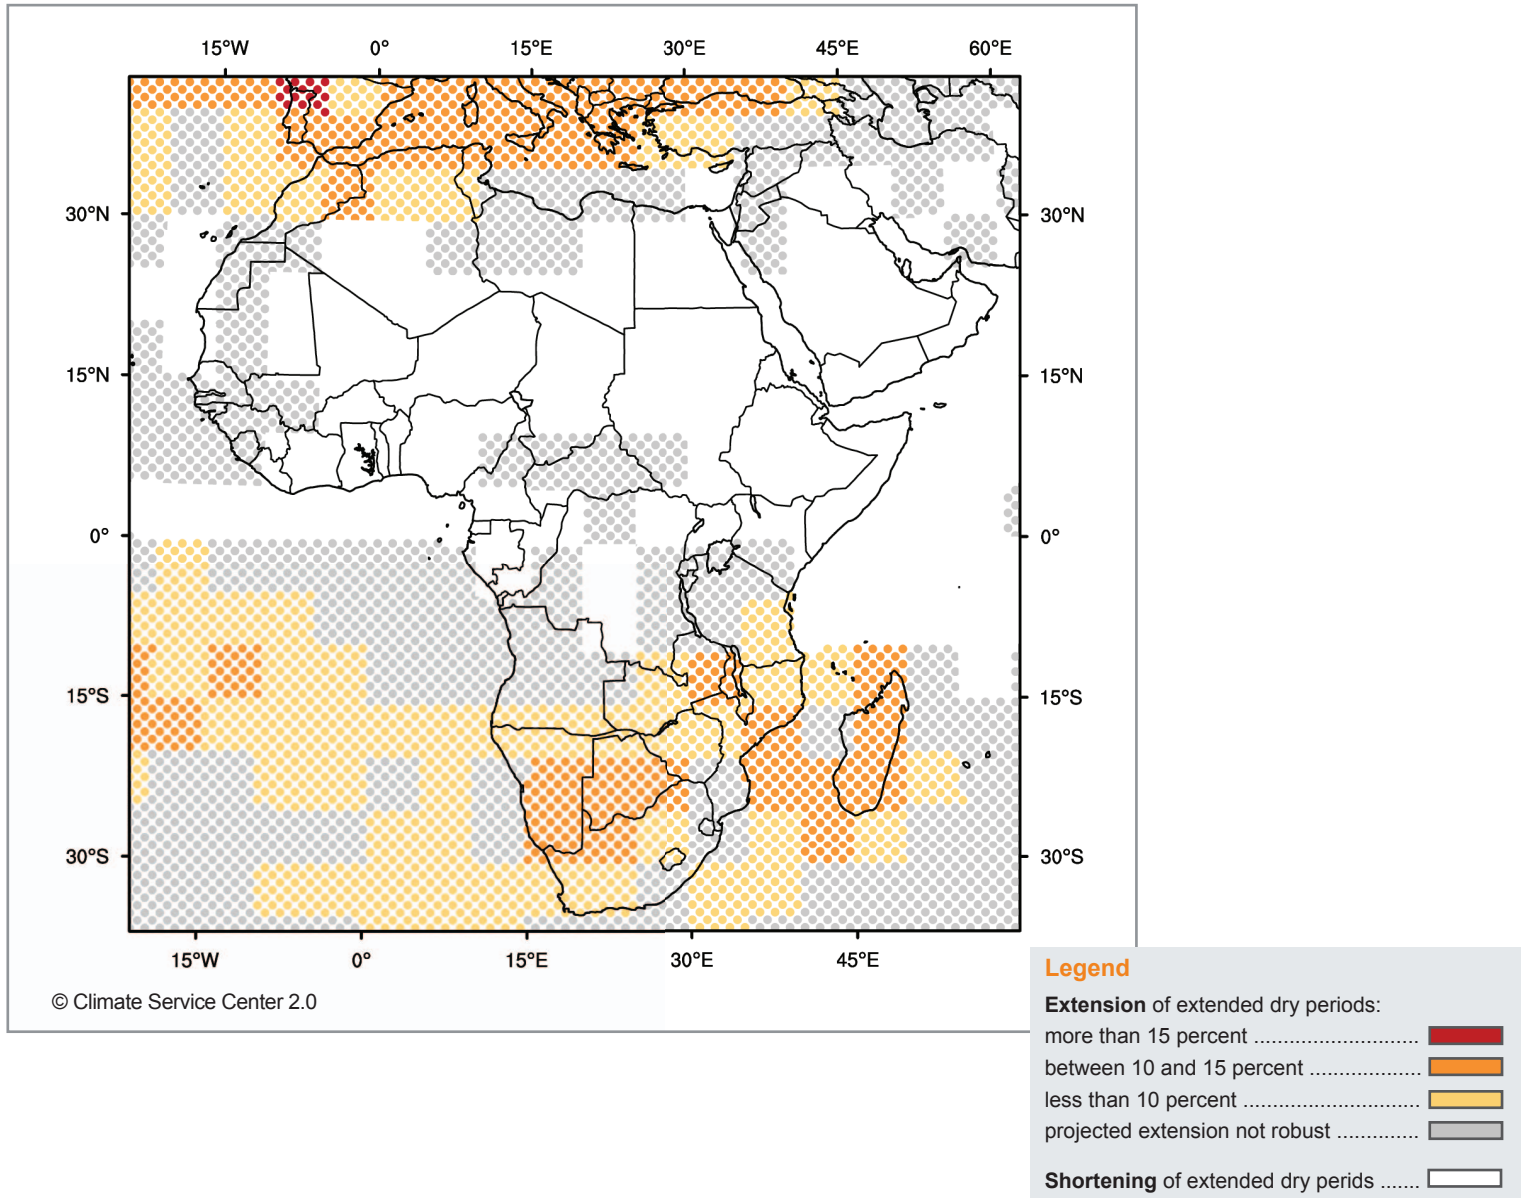 15°W 0° 15°E 30°E 45°E 60°E
30°N 30°N
15°N 15°N
0° 0°
15°S 15°S
30°S 30°S
15°W 0° 15°E 30°E 45°E
© Climate Service Center 2.0
Legend
Extension of extended dry periods:
more than 15 percent ............................
between 10 and 15 percent ...................
less than 10 percent ..............................
projected extension not robust ..............
Shortening of extended dry perids .......